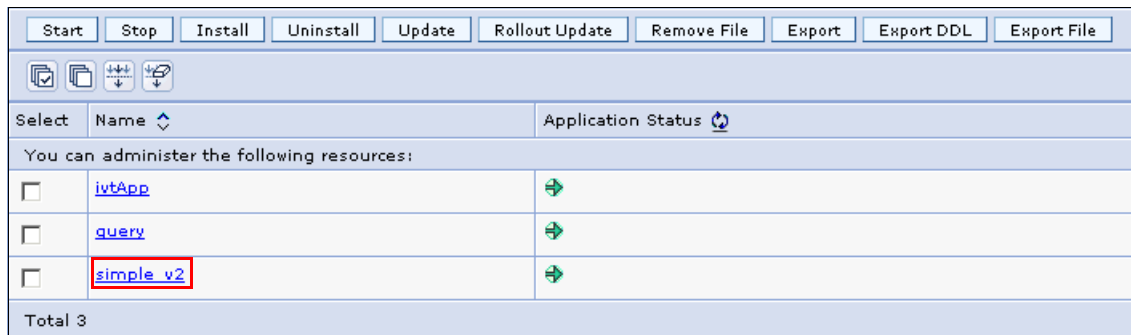 Start Stop Install Uninstall Update Rollout Update Remove File Export Export DDL Export File
Select Name Application Status
You can administer the following resources:
ivtApp
query
simple_v2
Total 3